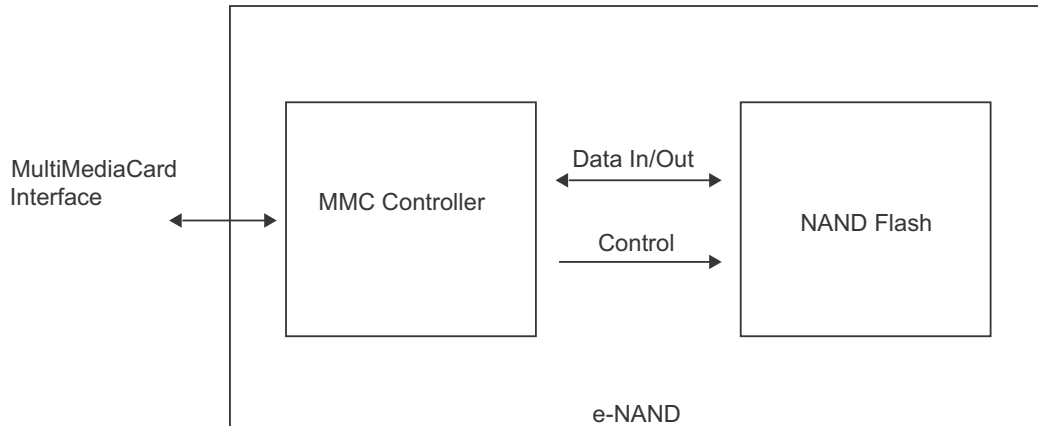 MultiMediaCard
Interface
MMC Controller
Data In/Out
Control
NAND Flash
e-NAND